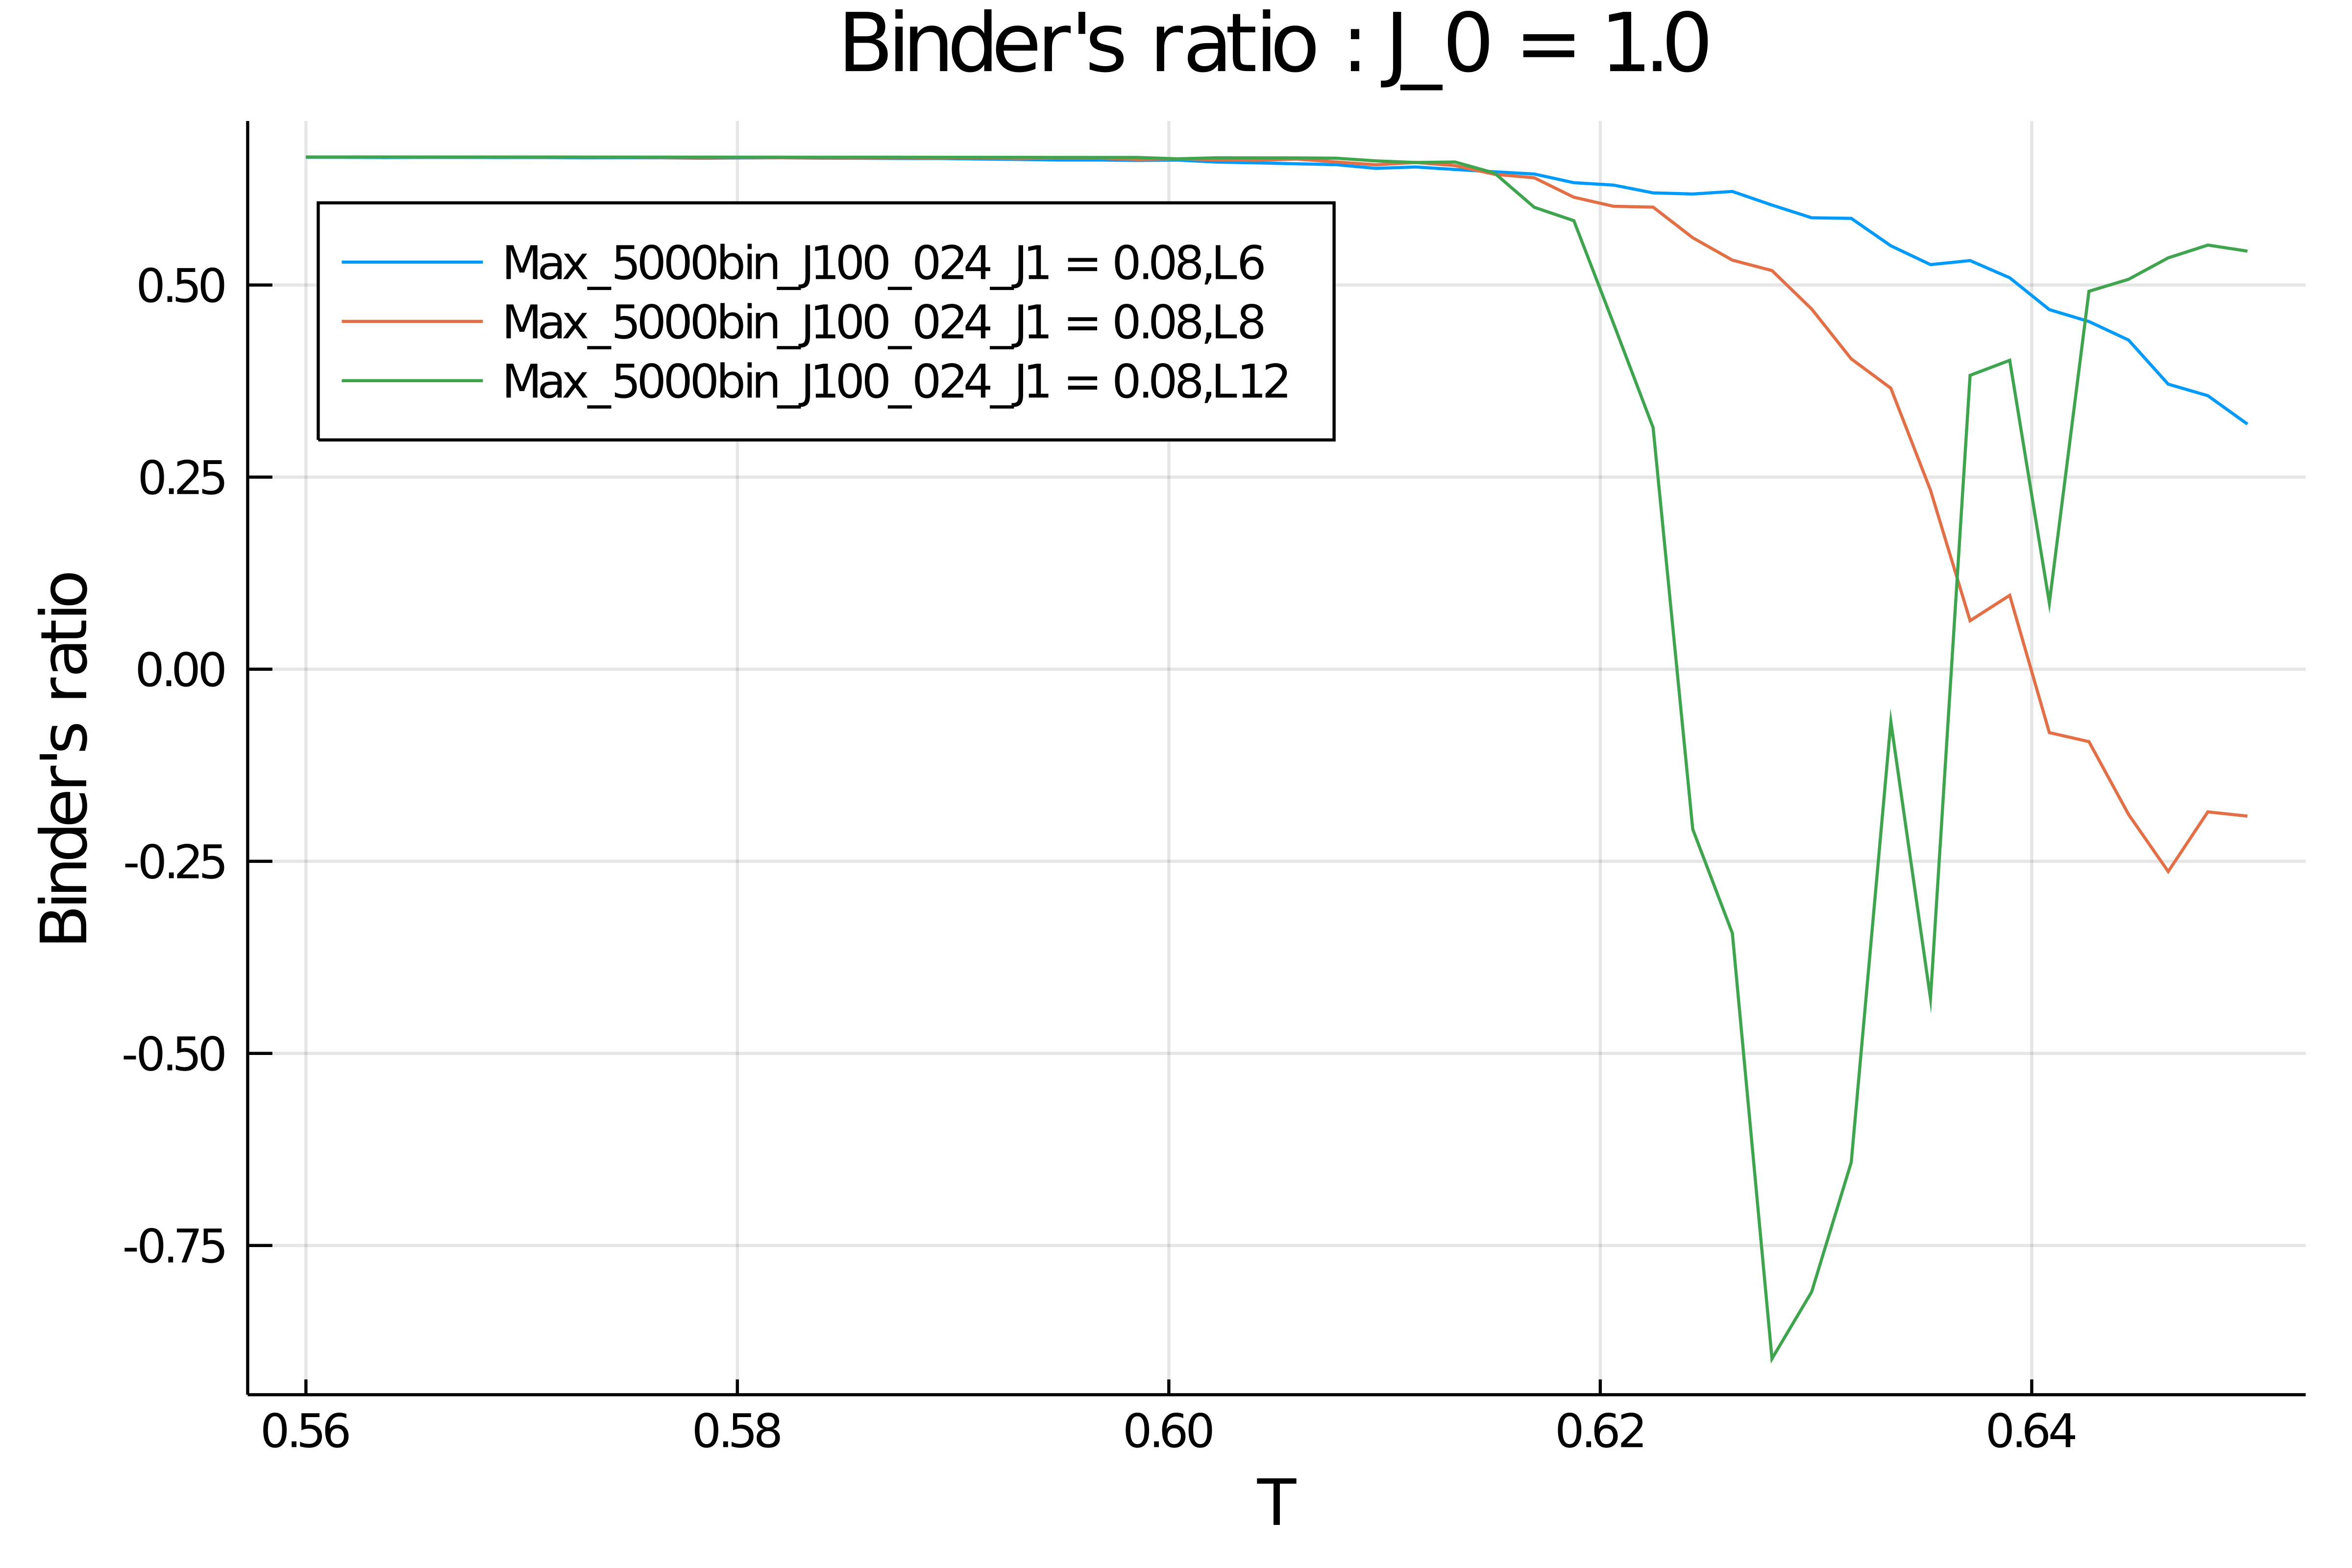 Binder's ratio : J_0 = 1.0
Max_5000bin_J100_024_J1 = 0.08,L6
Max_5000bin_J100_024_J1 = 0.08,L8
Max_5000bin_J100_024_J1 = 0.08,L12
0.50
0.25
0.00
-0.25
-0.50
-0.75
Binder's ratio
0.56 0.58 0.60 0.62 0.64
T